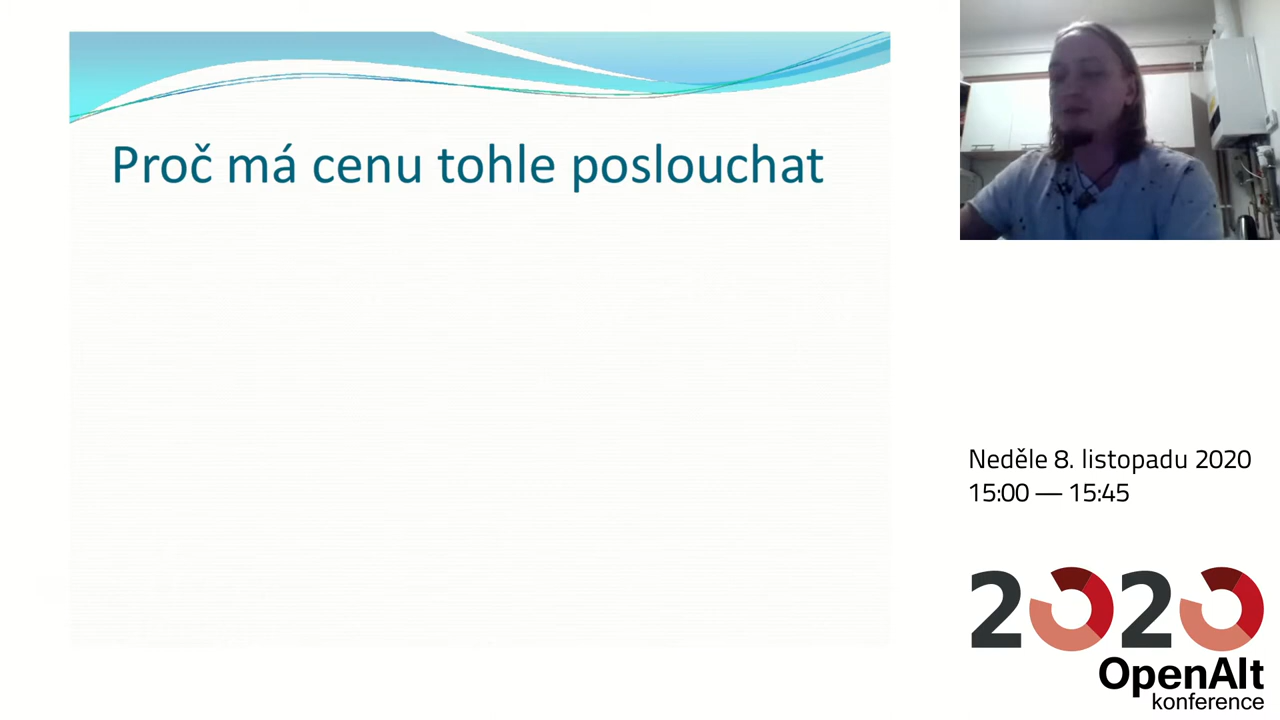 Proč má cenu tohle poslouchat
Neděle 8. listopadu 2020
15:00 — 15:45
2020
OpenAlt
konference